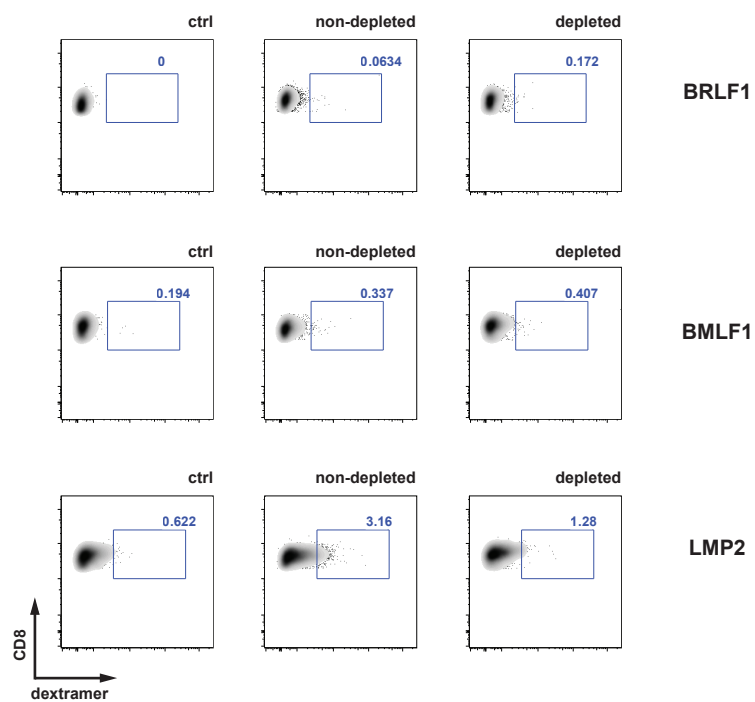 ctrl non-depleted depleted
0 0.0634 0.172
BRLF1
ctrl non-depleted depleted
0.194 0.337 0.407
BMLF1
ctrl non-depleted depleted
0.622 3.16 1.28
LMP2
CD8
dextramer